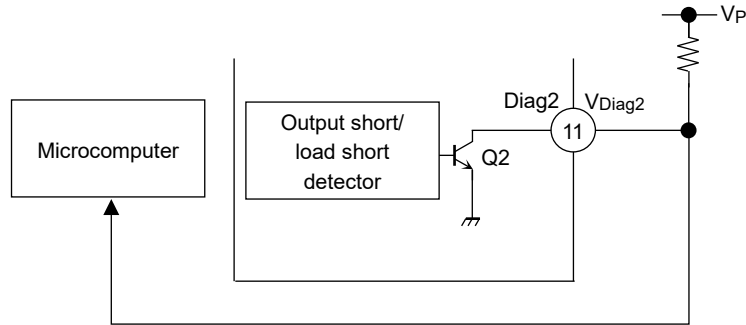 VP
Microcomputer
Output short/
load short
detector
Diag2
VDiag2
11
Q2